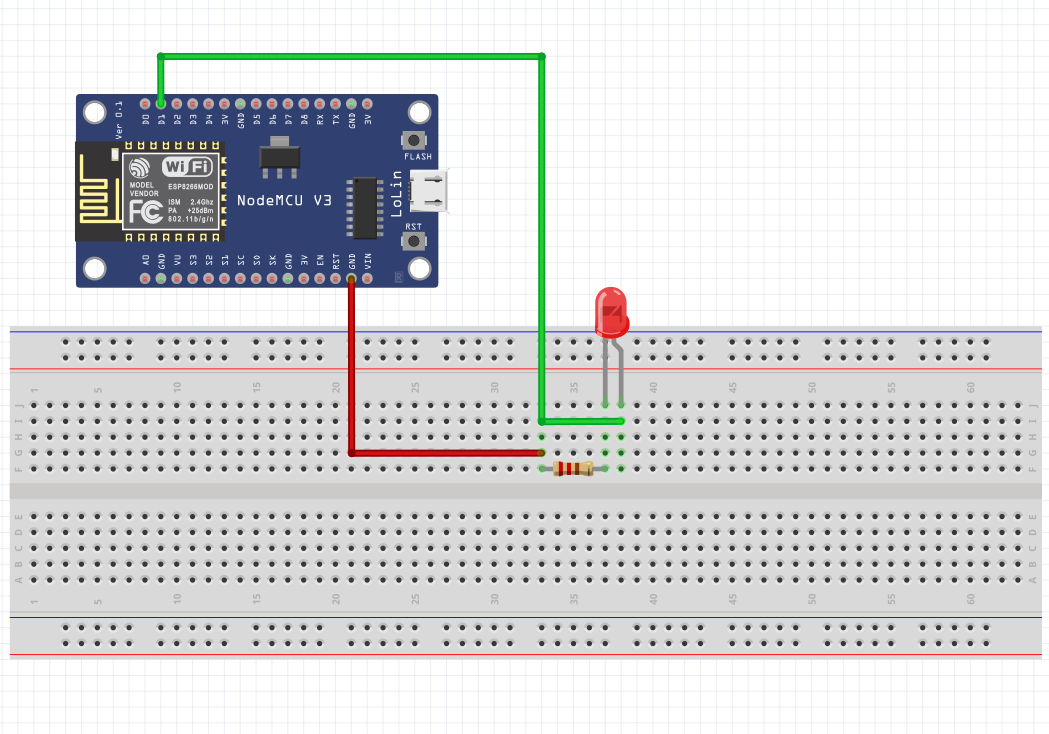 D0 D1 D2 D3 D4 3V GND D5 D6 D7 D8 RX TX GND 3V
Ver 0.1
FLASH
WiFi
MODEL
VENDOR
ESP8266MOD
FC
ISM 2.4Ghz
PA +25dBm
802.11b/g/n
NodeMCU V3
LoLin
RST
A0 GND VU S3 S2 S1 SC S0 SK GND 3V EN RST GND VIN
1 5 10 15 20 25 30 35 40 45 50 55 60
J J
I I
H H
G G
F F
E E
D D
C C
B B
A A
1 5 10 15 20 25 30 35 40 45 50 55 60